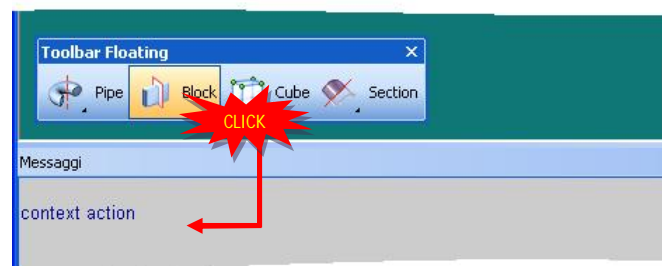 Toolbar Floating
Pipe Block Cube Section
CLICK
Messaggi
context action